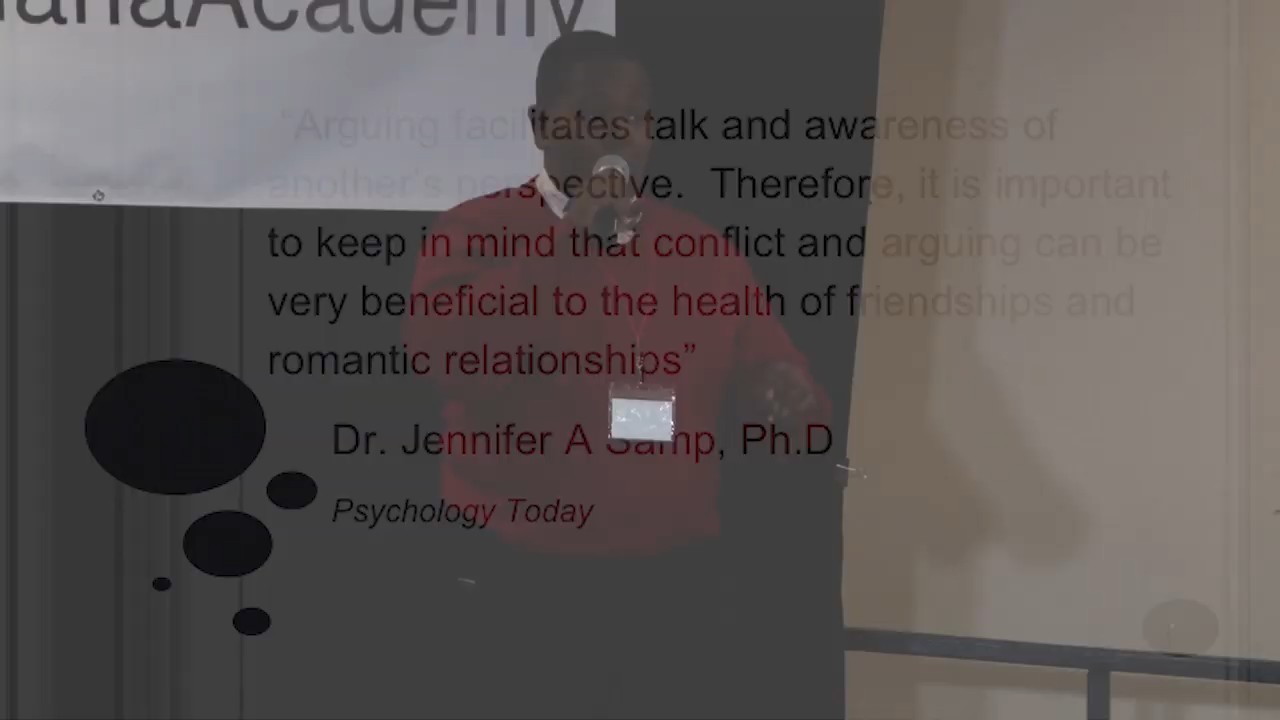 Academy
“Arguing facilitates talk and awareness of
another's perspective. Therefore, it is important
to keep in mind that conflict and arguing can be
very beneficial to the health of friendships and
romantic relationships”
Dr. Jennifer A Samp, Ph.D
Psychology Today